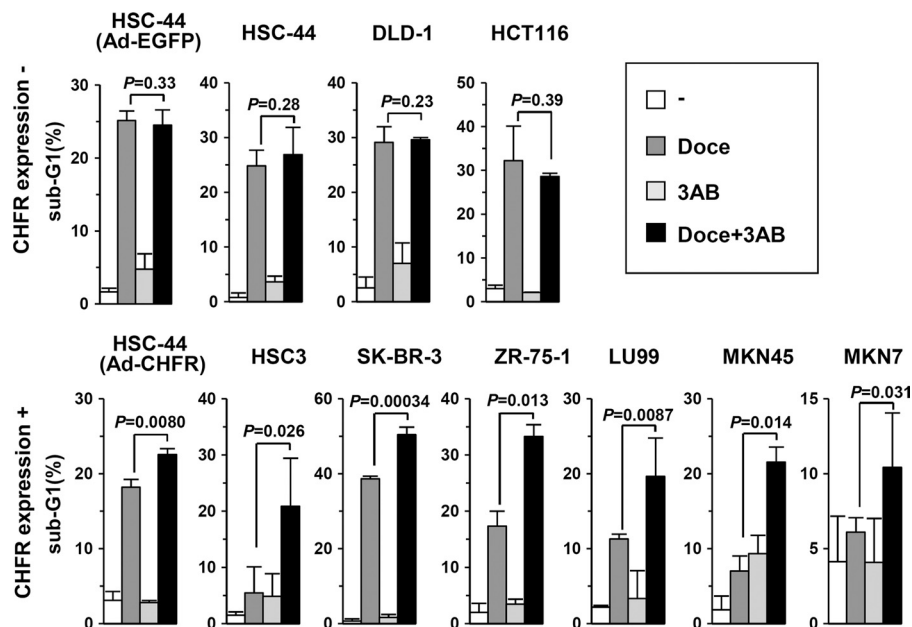 HSC-44
(Ad-EGFP)
HSC-44
DLD-1
HCT116
CHFR expression -
sub-G1(%)
30
20
10
0
P=0.33
40
30
20
10
0
P=0.28
40
30
20
10
0
P=0.23
50
40
30
20
10
0
P=0.39
-
Doce
3AB
Doce+3AB
HSC-44
(Ad-CHFR)
HSC3
SK-BR-3
ZR-75-1
LU99
MKN45
MKN7
CHFR expression +
sub-G1(%)
30
20
10
0
P=0.0080
40
30
20
10
0
P=0.026
60
40
20
0
P=0.00034
40
30
20
10
0
P=0.013
30
20
10
0
P=0.0087
30
20
10
0
P=0.014
15
10
5
0
P=0.031